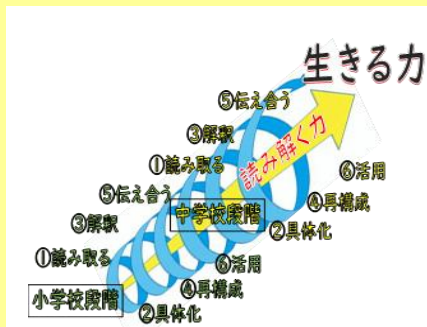 生きる力
⑤伝え合う
③解釈
①読み取る
読み解く力
⑥活用
⑤伝え合う
④再構成
③解釈
中学校段階
②具体化
①読み取る
⑥活用
小学校段階
④再構成
②具体化